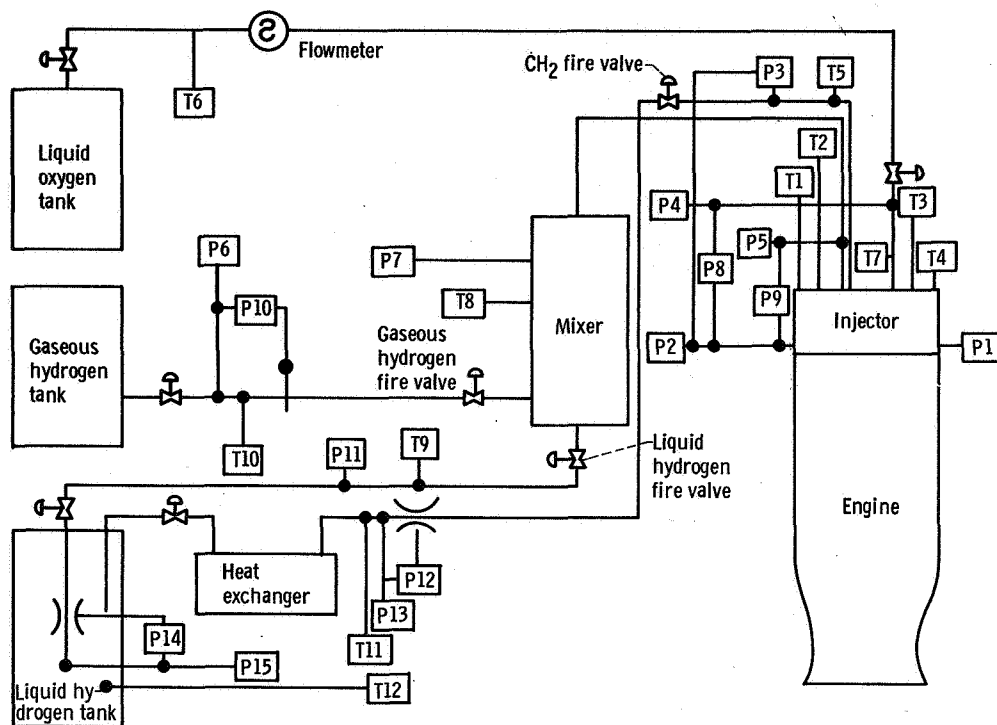 Flowmeter
ĊH2 fire valve
P3
T5
T6
T2
Liquid
oxygen
tank
T1
P4
T3
P6
P7
P5
P8
T7
T4
P10
T8
P9
Gaseous
hydrogen
tank
Mixer
Injector
Gaseous
hydrogen
fire valve
P2
P1
T10
P11
T9
Liquid
hydrogen
fire valve
Engine
Heat
exchanger
P12
P13
P14
T11
P15
T12
Liquid hy-
drogen tank